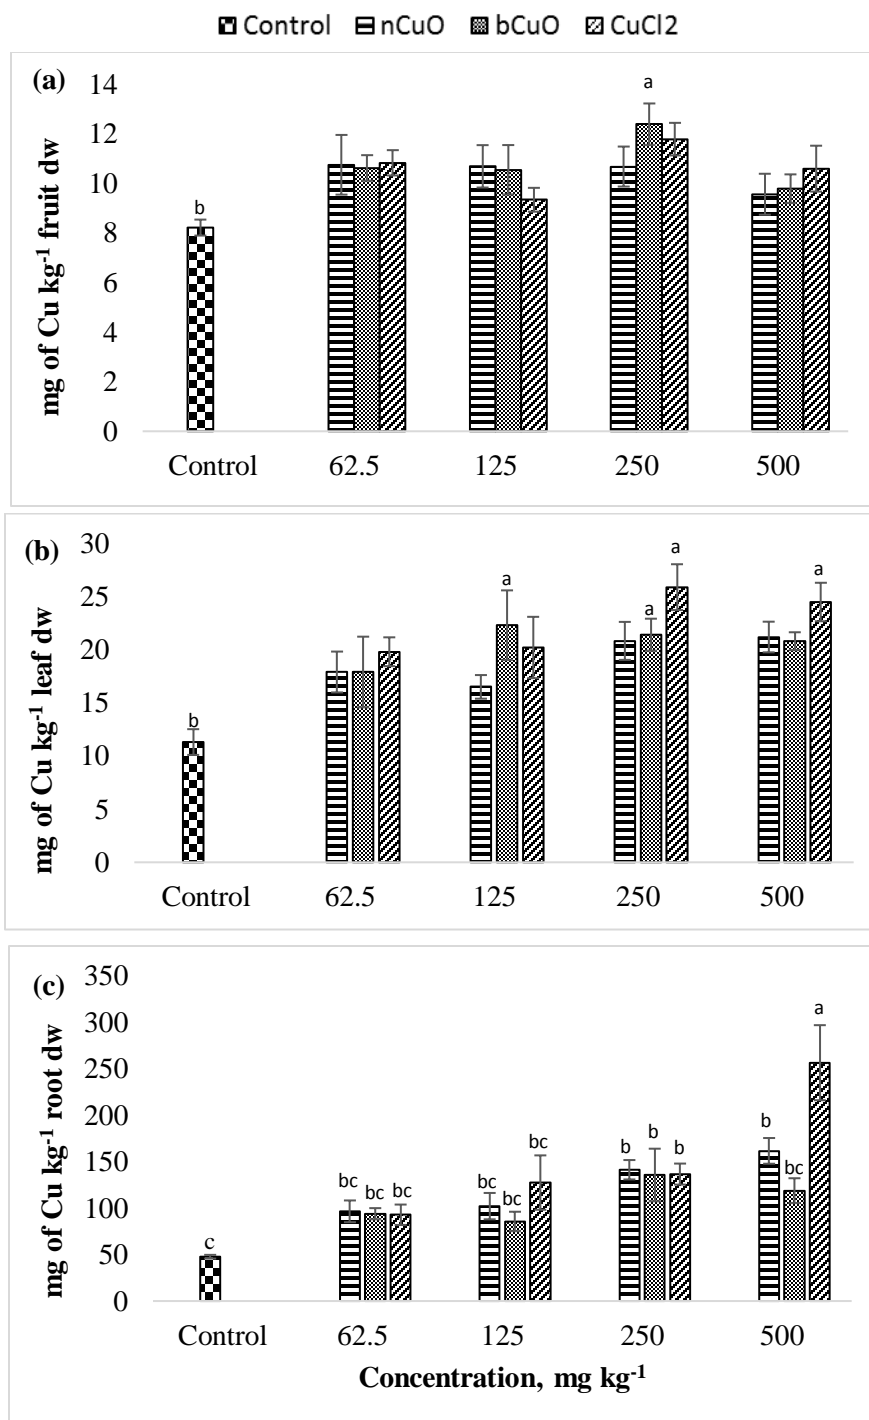 Control nCuO bCuO CuCl2
(a)
mg of Cu kg⁻¹ fruit dw
14
12
10
8
6
4
2
0
b
a
Control 62.5 125 250 500
(b)
mg of Cu kg⁻¹ leaf dw
30
25
20
15
10
5
0
b
a
a
a
a
Control 62.5 125 250 500
(c)
mg of Cu kg⁻¹ root dw
350
300
250
200
150
100
50
0
c
bc bc bc
bc bc bc
b b b
b bc a
Control 62.5 125 250 500
Concentration, mg kg⁻¹